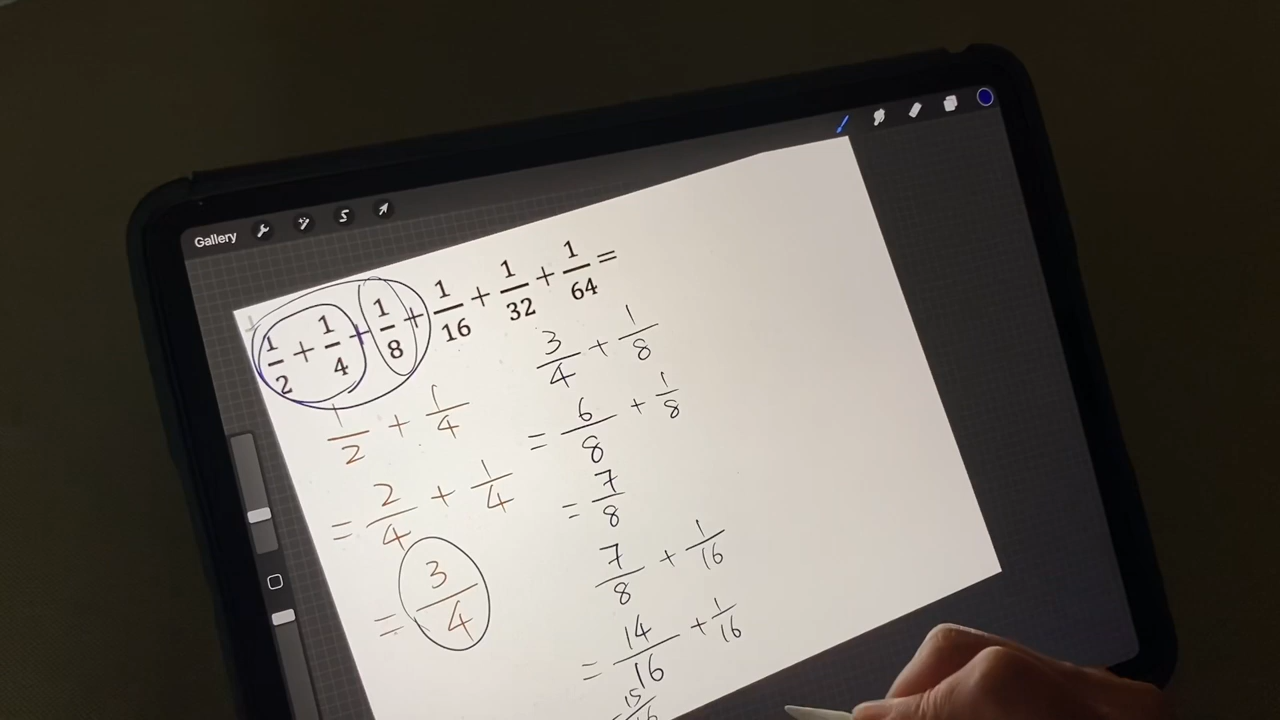 Gallery
1/2 + 1/4 + 1/8 + 1/16 + 1/32 + 1/64 =
1/2 + 1/4
= 2/4 + 1/4
= 3/4
3/4 + 1/8
= 6/8 + 1/8
= 7/8
7/8 + 1/16
= 14/16 + 1/16
= 15/16